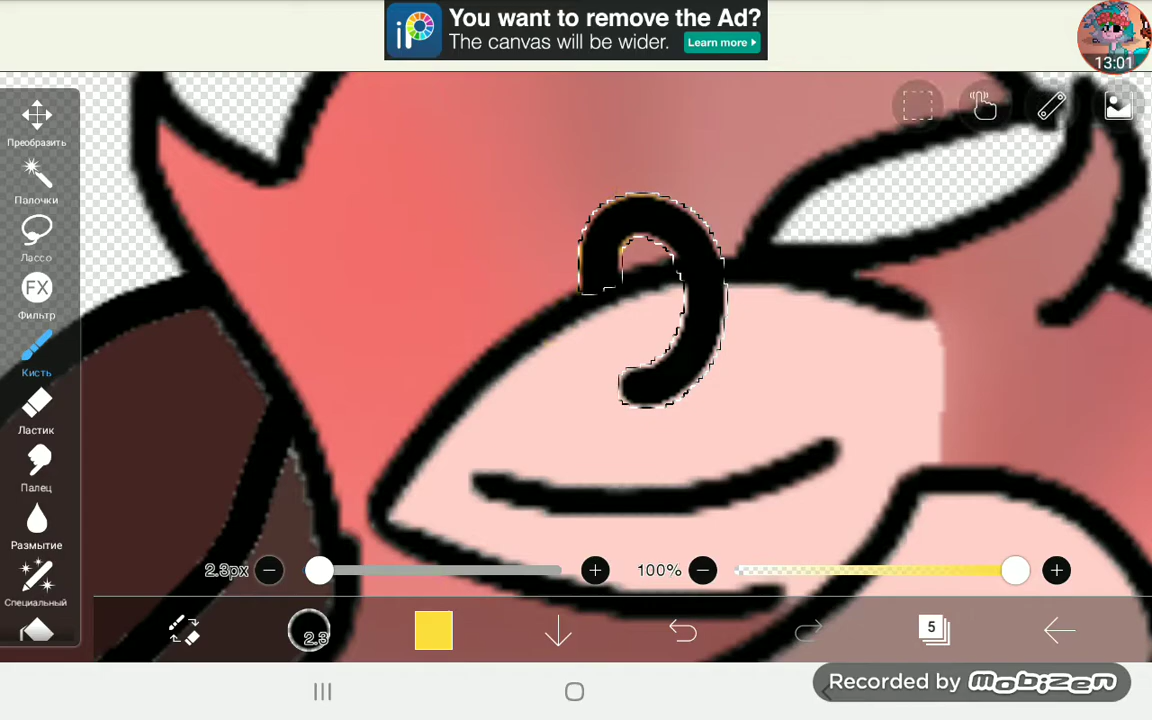 You want to remove the Ad?
The canvas will be wider.
Learn more
iP
13:01
Преобразить
Палочки
Лассо
FX
Фильтр
Кисть
Ластик
Палец
Размытие
Специальный
2.3px
100%
2.3
5
Recorded by mobizen